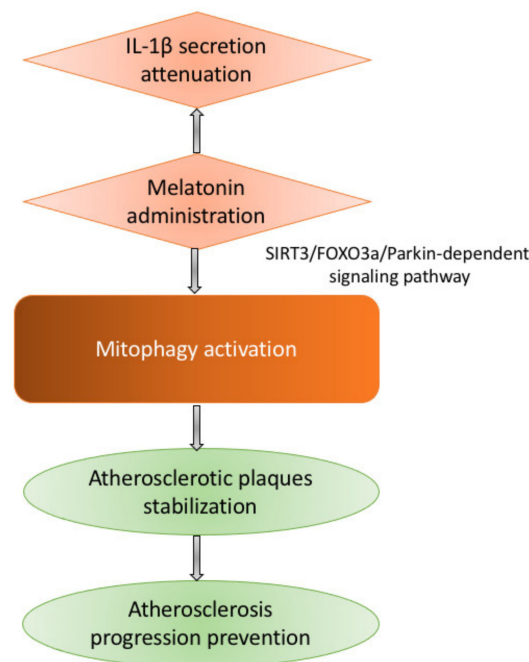 IL-1β secretion
attenuation
Melatonin
administration
SIRT3/FOXO3a/Parkin-dependent
signaling pathway
Mitophagy activation
Atherosclerotic plaques
stabilization
Atherosclerosis
progression prevention